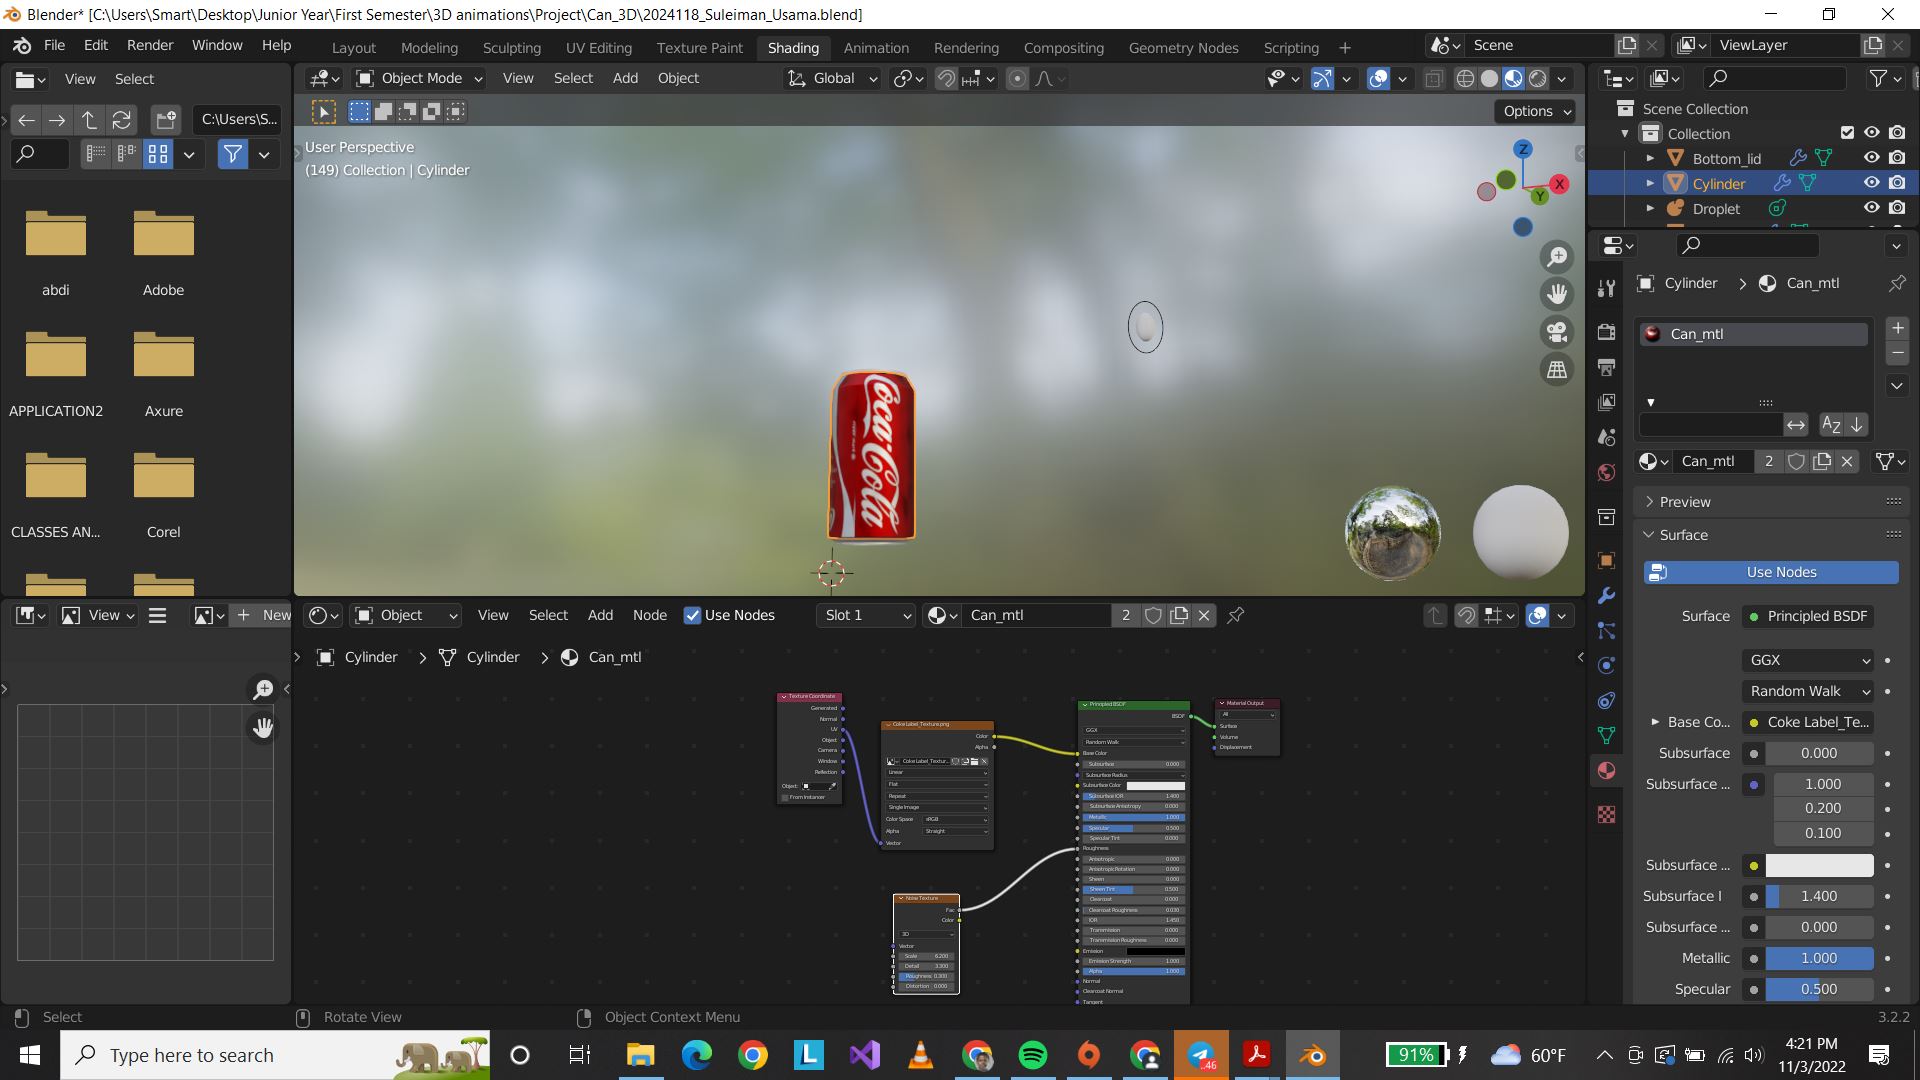 Blender* [C:\Users\Smart\Desktop\Junior Year\First Semester\3D animations\Project\Can_3D\2024118_Suleiman_Usama.blend]
File Edit Render Window Help
Layout Modeling Sculpting UV Editing Texture Paint Shading Animation Rendering Compositing Geometry Nodes Scripting +
Scene
ViewLayer
View Select
Object Mode View Select Add Object
Global
C:\Users\S...
Options
User Perspective
(149) Collection | Cylinder
Z
X
Y
abdi
Adobe
APPLICATION2
Axure
CLASSES AN...
Corel
Coca-Cola
Scene Collection
Collection
Bottom_lid
Cylinder
Droplet
Cylinder > Can_mtl
Can_mtl
Can_mtl 2
Preview
Surface
Use Nodes
Surface Principled BSDF
GGX
Random Walk
Base Co... Coke Label_Te...
Subsurface 0.000
Subsurface ... 1.000
0.200
0.100
Subsurface ...
Subsurface I 1.400
Subsurface ... 0.000
Metallic 1.000
Specular 0.500
View
+ New
Object View Select Add Node Use Nodes
Slot 1
Can_mtl 2
Cylinder > Cylinder > Can_mtl
Texture Coordinate
Generated
Normal
UV
Object
Camera
Window
Reflection
Object:
From Instancer
Coke Label_Texture.png
Color
Alpha
Coke Label_Textur...
Linear
Flat
Repeat
Single Image
Color Space sRGB
Alpha Straight
Vector
Noise Texture
Fac
Color
3D
Vector
Scale 6.200
Detail 3.300
Roughness 0.300
Distortion 0.000
Principled BSDF
BSDF
GGX
Random Walk
Base Color
Subsurface 0.000
Subsurface Radius
Subsurface Color
Subsurface IOR 1.400
Subsurface Anisotropy 0.000
Metallic 1.000
Specular 0.500
Specular Tint 0.000
Roughness
Anisotropic 0.000
Anisotropic Rotation 0.000
Sheen 0.000
Sheen Tint 0.500
Clearcoat 0.000
Clearcoat Roughness 0.030
IOR 1.450
Transmission 0.000
Transmission Roughness 0.000
Emission
Emission Strength 1.000
Alpha 1.000
Normal
Clearcoat Normal
Tangent
Material Output
All
Surface
Volume
Displacement
Select
Rotate View
Object Context Menu
3.2.2
Type here to search
L
..46
91%
60°F
4:21 PM
11/3/2022